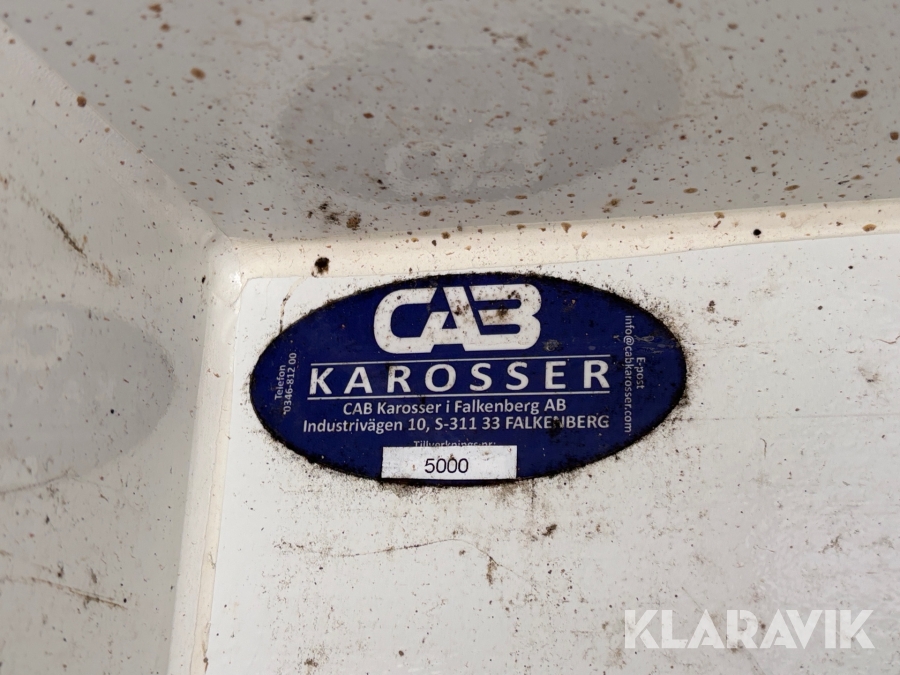 CAB
KAROSSER
CAB Karosser i Falkenberg AB
Industrivägen 10, S-311 33 FALKENBERG
Tillverknings-nr:
5000
Telefon
0346-812 00
E-post
info@cabkarosser.com
KLARAVIK